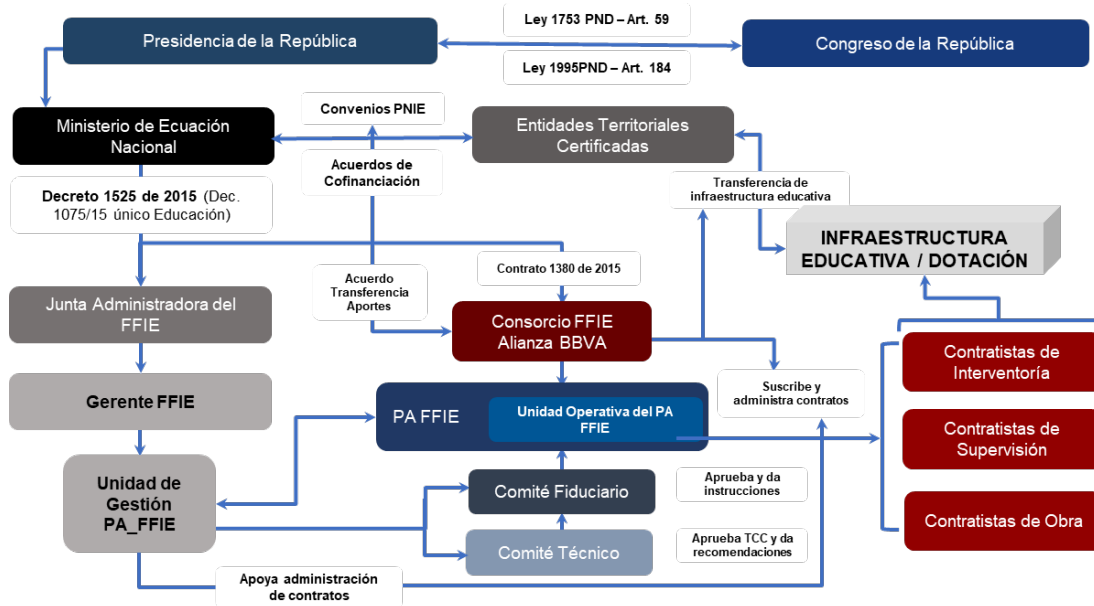 Ley 1753 PND – Art. 59
Presidencia de la República
Congreso de la República
Ley 1995PND – Art. 184
Convenios PNIE
Ministerio de Ecuación
Nacional
Entidades Territoriales
Certificadas
Acuerdos de
Cofinanciación
Decreto 1525 de 2015 (Dec.
1075/15 único Educación)
Transferencia de
infraestructura educativa
INFRAESTRUCTURA
EDUCATIVA / DOTACIÓN
Contrato 1380 de 2015
Acuerdo
Transferencia
Aportes
Junta Administradora del
FFIE
Consorcio FFIE
Alianza BBVA
Contratistas de
Interventoría
Gerente FFIE
Suscribe y
administra contratos
PA FFIE
Unidad Operativa del PA
FFIE
Contratistas de
Supervisión
Unidad de
Gestión
PA_FFIE
Comité Fiduciario
Aprueba y da
instrucciones
Contratistas de Obra
Comité Técnico
Aprueba TCC y da
recomendaciones
Apoya administración
de contratos